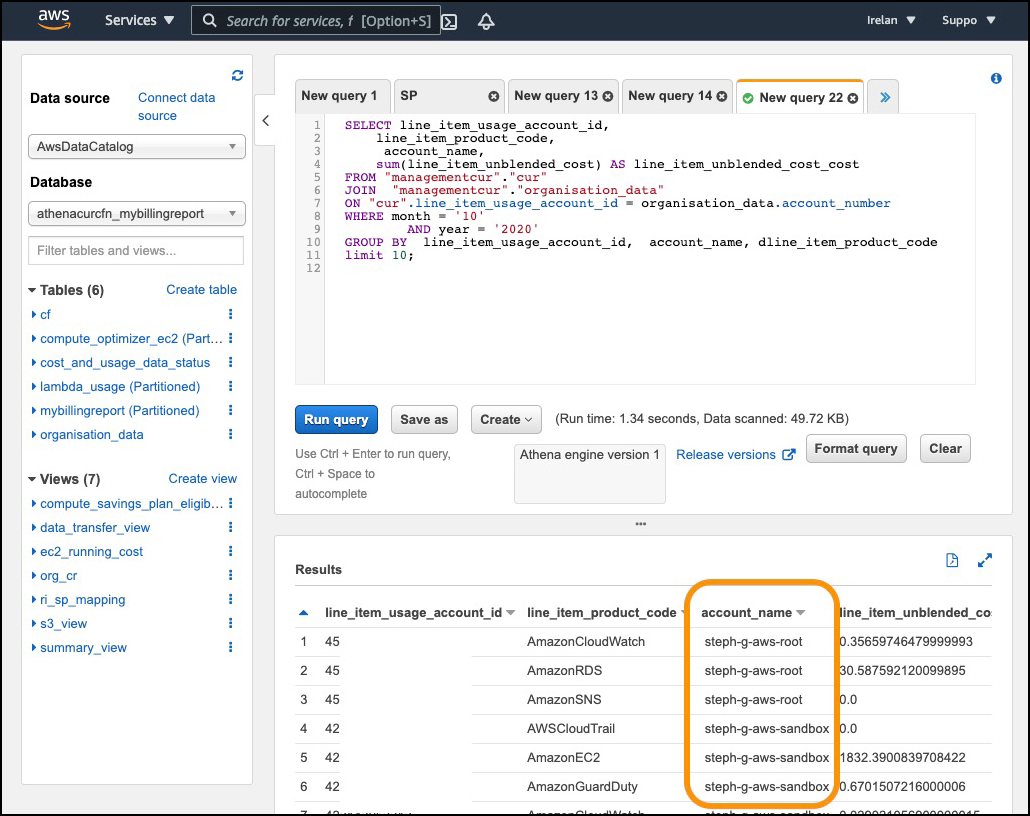 aws
Services
Search for services, f [Option+S]
Irelan
Suppo
Data source
Connect data
source
AwsDataCatalog
Database
athenacurcfn_mybillingreport
Filter tables and views...
Tables (6)
Create table
cf
compute_optimizer_ec2 (Part...
cost_and_usage_data_status
lambda_usage (Partitioned)
mybillingreport (Partitioned)
organisation_data
Views (7)
Create view
compute_savings_plan_eligib...
data_transfer_view
ec2_running_cost
org_cr
ri_sp_mapping
s3_view
summary_view
New query 1
SP
New query 13
New query 14
New query 22
1 SELECT line_item_usage_account_id,
2 line_item_product_code,
3 account_name,
4 sum(line_item_unblended_cost) AS line_item_unblended_cost_cost
5 FROM "managementcur"."cur"
6 JOIN "managementcur"."organisation_data"
7 ON "cur".line_item_usage_account_id = organisation_data.account_number
8 WHERE month = '10'
9 AND year = '2020'
10 GROUP BY line_item_usage_account_id, account_name, dline_item_product_code
11 limit 10;
12
Run query
Save as
Create
(Run time: 1.34 seconds, Data scanned: 49.72 KB)
Use Ctrl + Enter to run query,
Ctrl + Space to
autocomplete
Athena engine version 1
Release versions
Format query
Clear
Results
line_item_usage_account_id line_item_product_code account_name line_item_unblended_co
1 45 AmazonCloudWatch steph-g-aws-root 0.35659746479999993
2 45 AmazonRDS steph-g-aws-root 30.587592120099895
3 45 AmazonSNS steph-g-aws-root 0.0
4 42 AWSCloudTrail steph-g-aws-sandbox 0.0
5 42 AmazonEC2 steph-g-aws-sandbox 1832.3900839708422
6 42 AmazonGuardDuty steph-g-aws-sandbox 0.6701507216000006